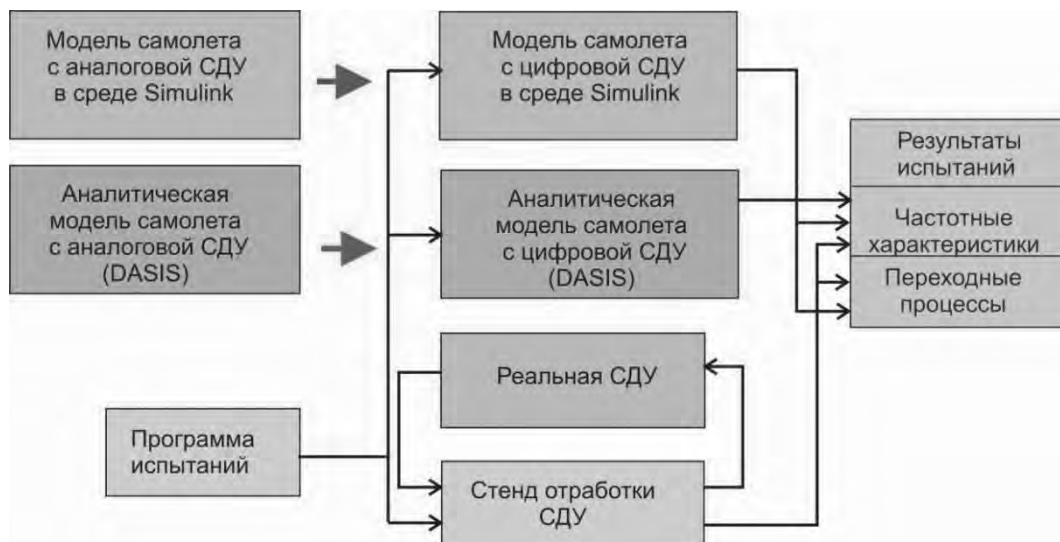 Модель самолета
с аналоговой СДУ
в среде Simulink
Модель самолета
с цифровой СДУ
в среде Simulink
Результаты
испытаний
Аналитическая
модель самолета
с аналоговой СДУ
(DASIS)
Аналитическая
модель самолета
с цифровой СДУ
(DASIS)
Частотные
характеристики
Переходные
процессы
Реальная СДУ
Программа
испытаний
Стенд отработки
СДУ